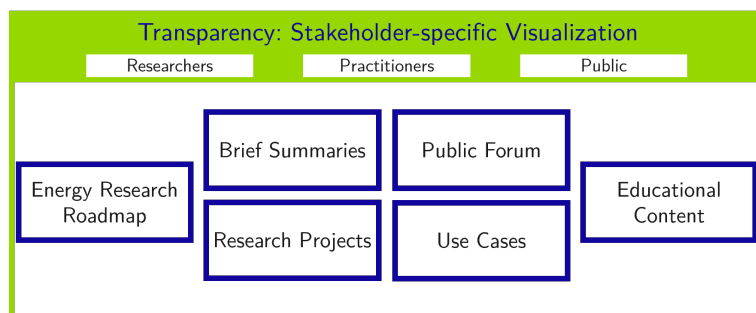 Transparency: Stakeholder-specific Visualization
Researchers
Practitioners
Public
Energy Research
Roadmap
Brief Summaries
Research Projects
Public Forum
Use Cases
Educational
Content